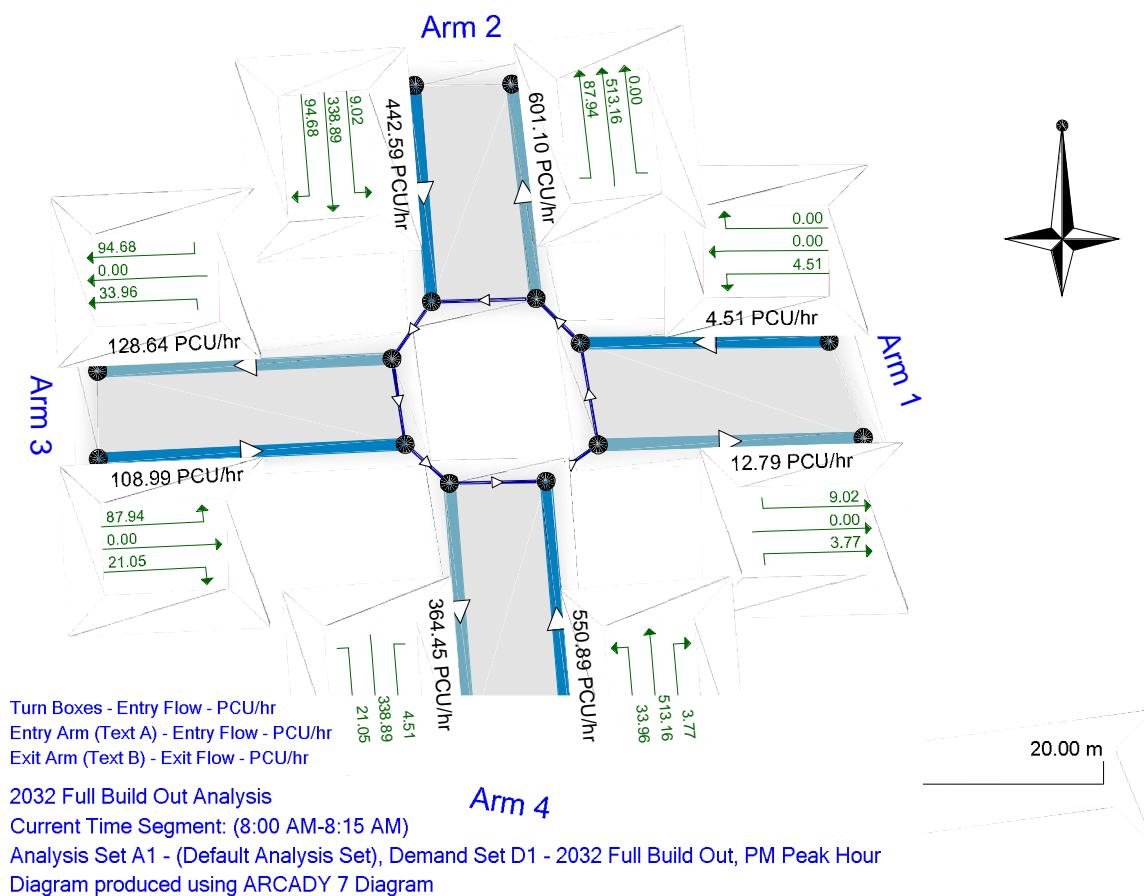 Arm 2
94.68
338.89
9.02
442.59 PCU/hr
601.10 PCU/hr
87.94
513.16
0.00
94.68
0.00
33.96
128.64 PCU/hr
0.00
0.00
4.51
4.51 PCU/hr
Arm 1
Arm 3
108.99 PCU/hr
87.94
0.00
21.05
12.79 PCU/hr
9.02
0.00
3.77
21.05
338.89
4.51
364.45 PCU/hr
550.89 PCU/hr
33.96
513.16
3.77
Turn Boxes - Entry Flow - PCU/hr
Entry Arm (Text A) - Entry Flow - PCU/hr
Exit Arm (Text B) - Exit Flow - PCU/hr
20.00 m
2032 Full Build Out Analysis
Arm 4
Current Time Segment: (8:00 AM-8:15 AM)
Analysis Set A1 - (Default Analysis Set), Demand Set D1 - 2032 Full Build Out, PM Peak Hour
Diagram produced using ARCADY 7 Diagram